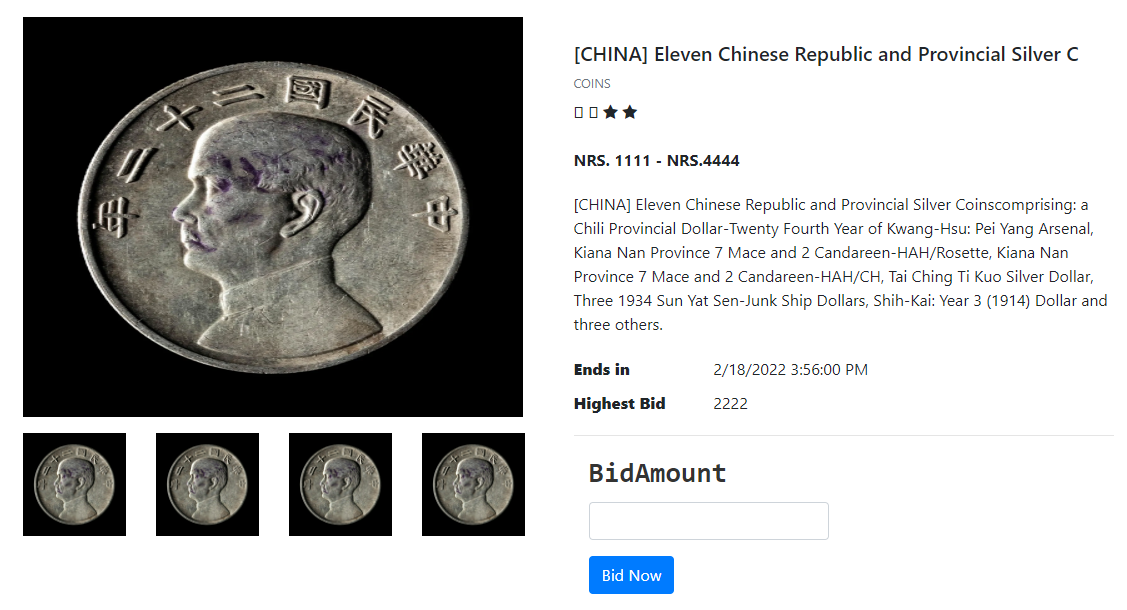 中華民國二十二年
[CHINA] Eleven Chinese Republic and Provincial Silver C
COINS
NRS. 1111 - NRS.4444
[CHINA] Eleven Chinese Republic and Provincial Silver Coinscomprising: a
Chili Provincial Dollar-Twenty Fourth Year of Kwang-Hsu: Pei Yang Arsenal,
Kiana Nan Province 7 Mace and 2 Candareen-HAH/Rosette, Kiana Nan
Province 7 Mace and 2 Candareen-HAH/CH, Tai Ching Ti Kuo Silver Dollar,
Three 1934 Sun Yat Sen-Junk Ship Dollars, Shih-Kai: Year 3 (1914) Dollar and
three others.
Ends in 2/18/2022 3:56:00 PM
Highest Bid 2222
BidAmount
Bid Now